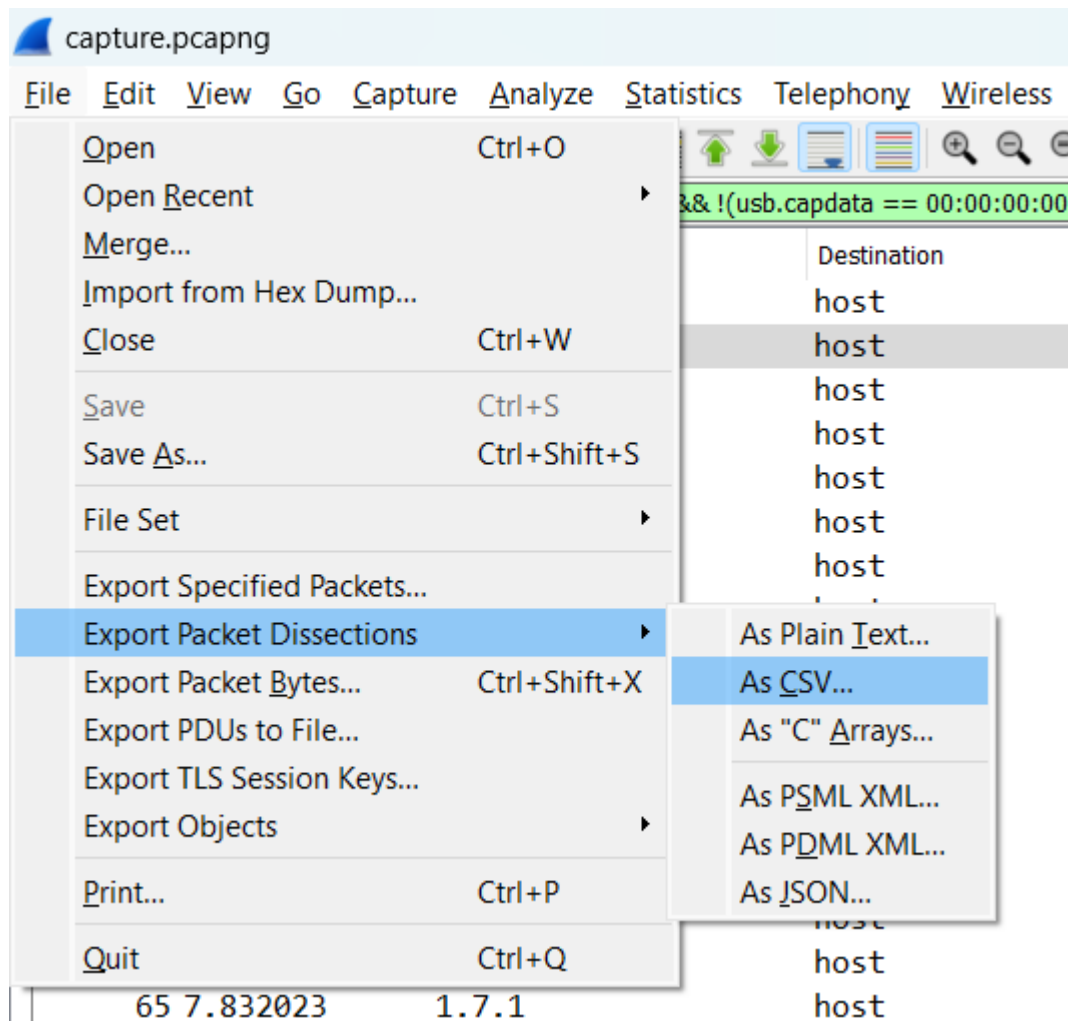 capture.pcapng
File Edit View Go Capture Analyze Statistics Telephony Wireless
Open Ctrl+O
Open Recent
&& !(usb.capdata == 00:00:00:00
Merge...
Destination
Import from Hex Dump...
host
Close Ctrl+W
host
host
Save Ctrl+S
host
Save As... Ctrl+Shift+S
host
File Set
host
host
Export Specified Packets...
Export Packet Dissections
As Plain Text...
Export Packet Bytes... Ctrl+Shift+X
As CSV...
Export PDUs to File...
As "C" Arrays...
Export TLS Session Keys...
As PSML XML...
Export Objects
As PDML XML...
Print... Ctrl+P
As JSON...
Quit Ctrl+Q
host
65 7.832023 1.7.1 host